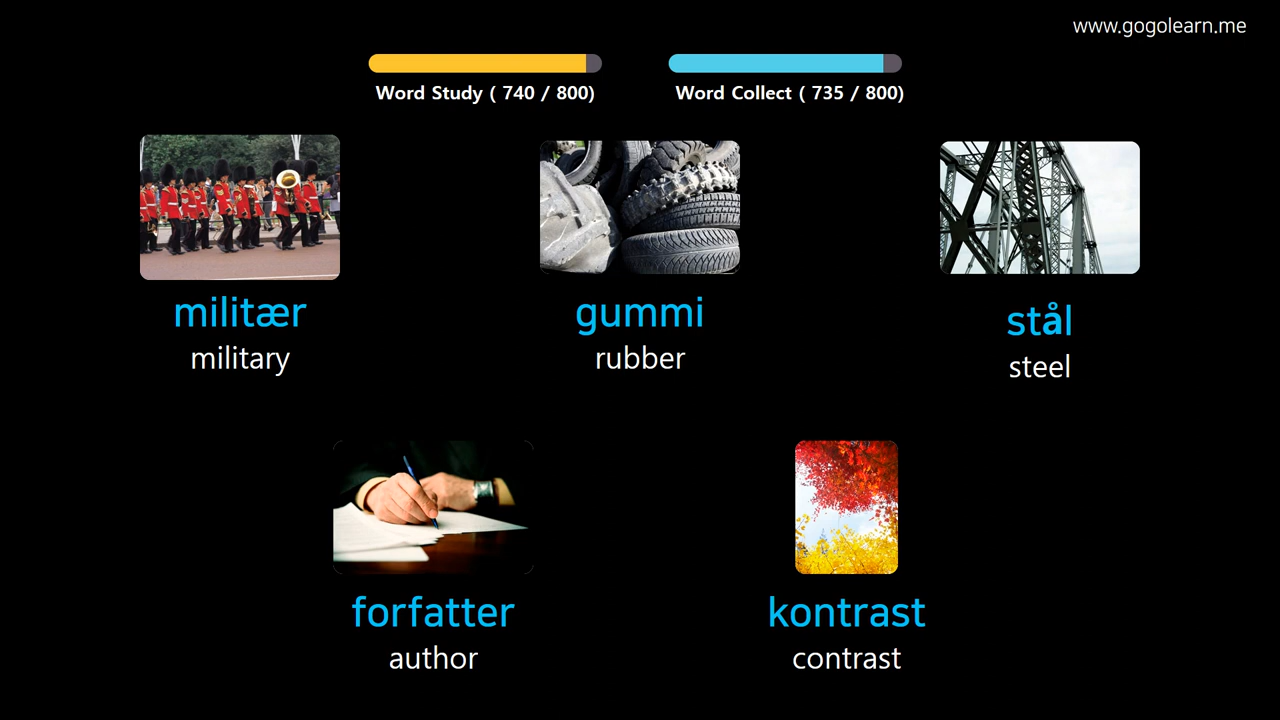 www.gogolearn.me
Word Study ( 740 / 800)
Word Collect ( 735 / 800)
militær
military
gummi
rubber
stål
steel
forfatter
author
kontrast
contrast